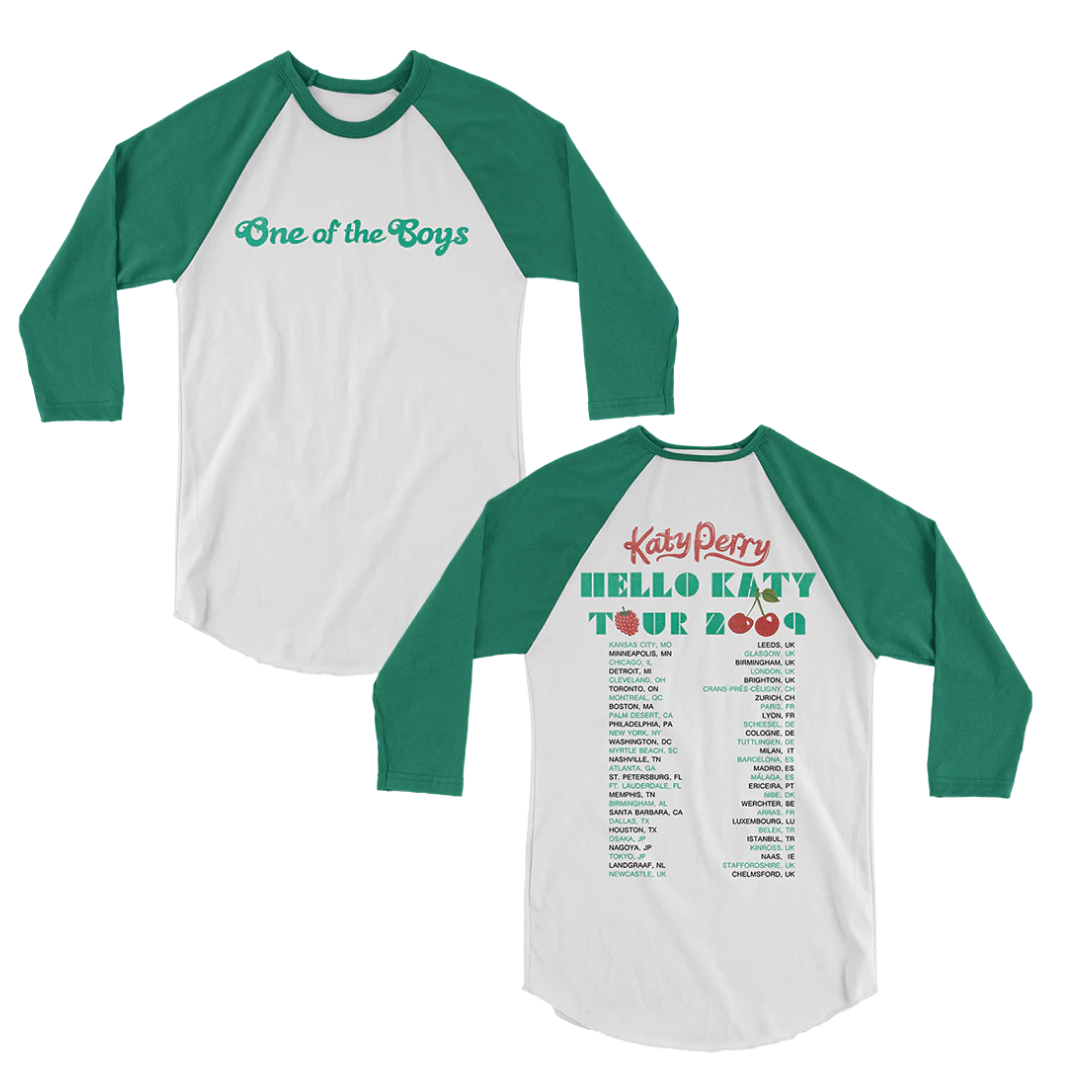 One of the Boys
Katy Perry
HELLO KATY
TOUR 2009
KANSAS CITY, MO
MINNEAPOLIS, MN
CHICAGO, IL
DETROIT, MI
CLEVELAND, OH
TORONTO, ON
MONTREAL, QC
BOSTON, MA
PALM DESERT, CA
PHILADELPHIA, PA
NEW YORK, NY
WASHINGTON, DC
MYRTLE BEACH, SC
NASHVILLE, TN
ATLANTA, GA
ST. PETERSBURG, FL
FT. LAUDERDALE, FL
MEMPHIS, TN
BIRMINGHAM, AL
SANTA BARBARA, CA
DALLAS, TX
HOUSTON, TX
OSAKA, JP
NAGOYA, JP
TOKYO, JP
LANDGRAAF, NL
NEWCASTLE, UK
LEEDS, UK
GLASGOW, UK
BIRMINGHAM, UK
LONDON, UK
BRIGHTON, UK
CRANS-PRÈS-CÉLIGNY, CH
ZURICH, CH
PARIS, FR
LYON, FR
SCHEESEL, DE
COLOGNE, DE
TUTTLINGEN, DE
MILAN, IT
BARCELONA, ES
MADRID, ES
MÁLAGA, ES
ERICEIRA, PT
NIBE, DK
WERCHTER, BE
ARRAS, FR
LUXEMBOURG, LU
BELEK, TR
ISTANBUL, TR
KINROSS, UK
NAAS, IE
STAFFORDSHIRE, UK
CHELMSFORD, UK